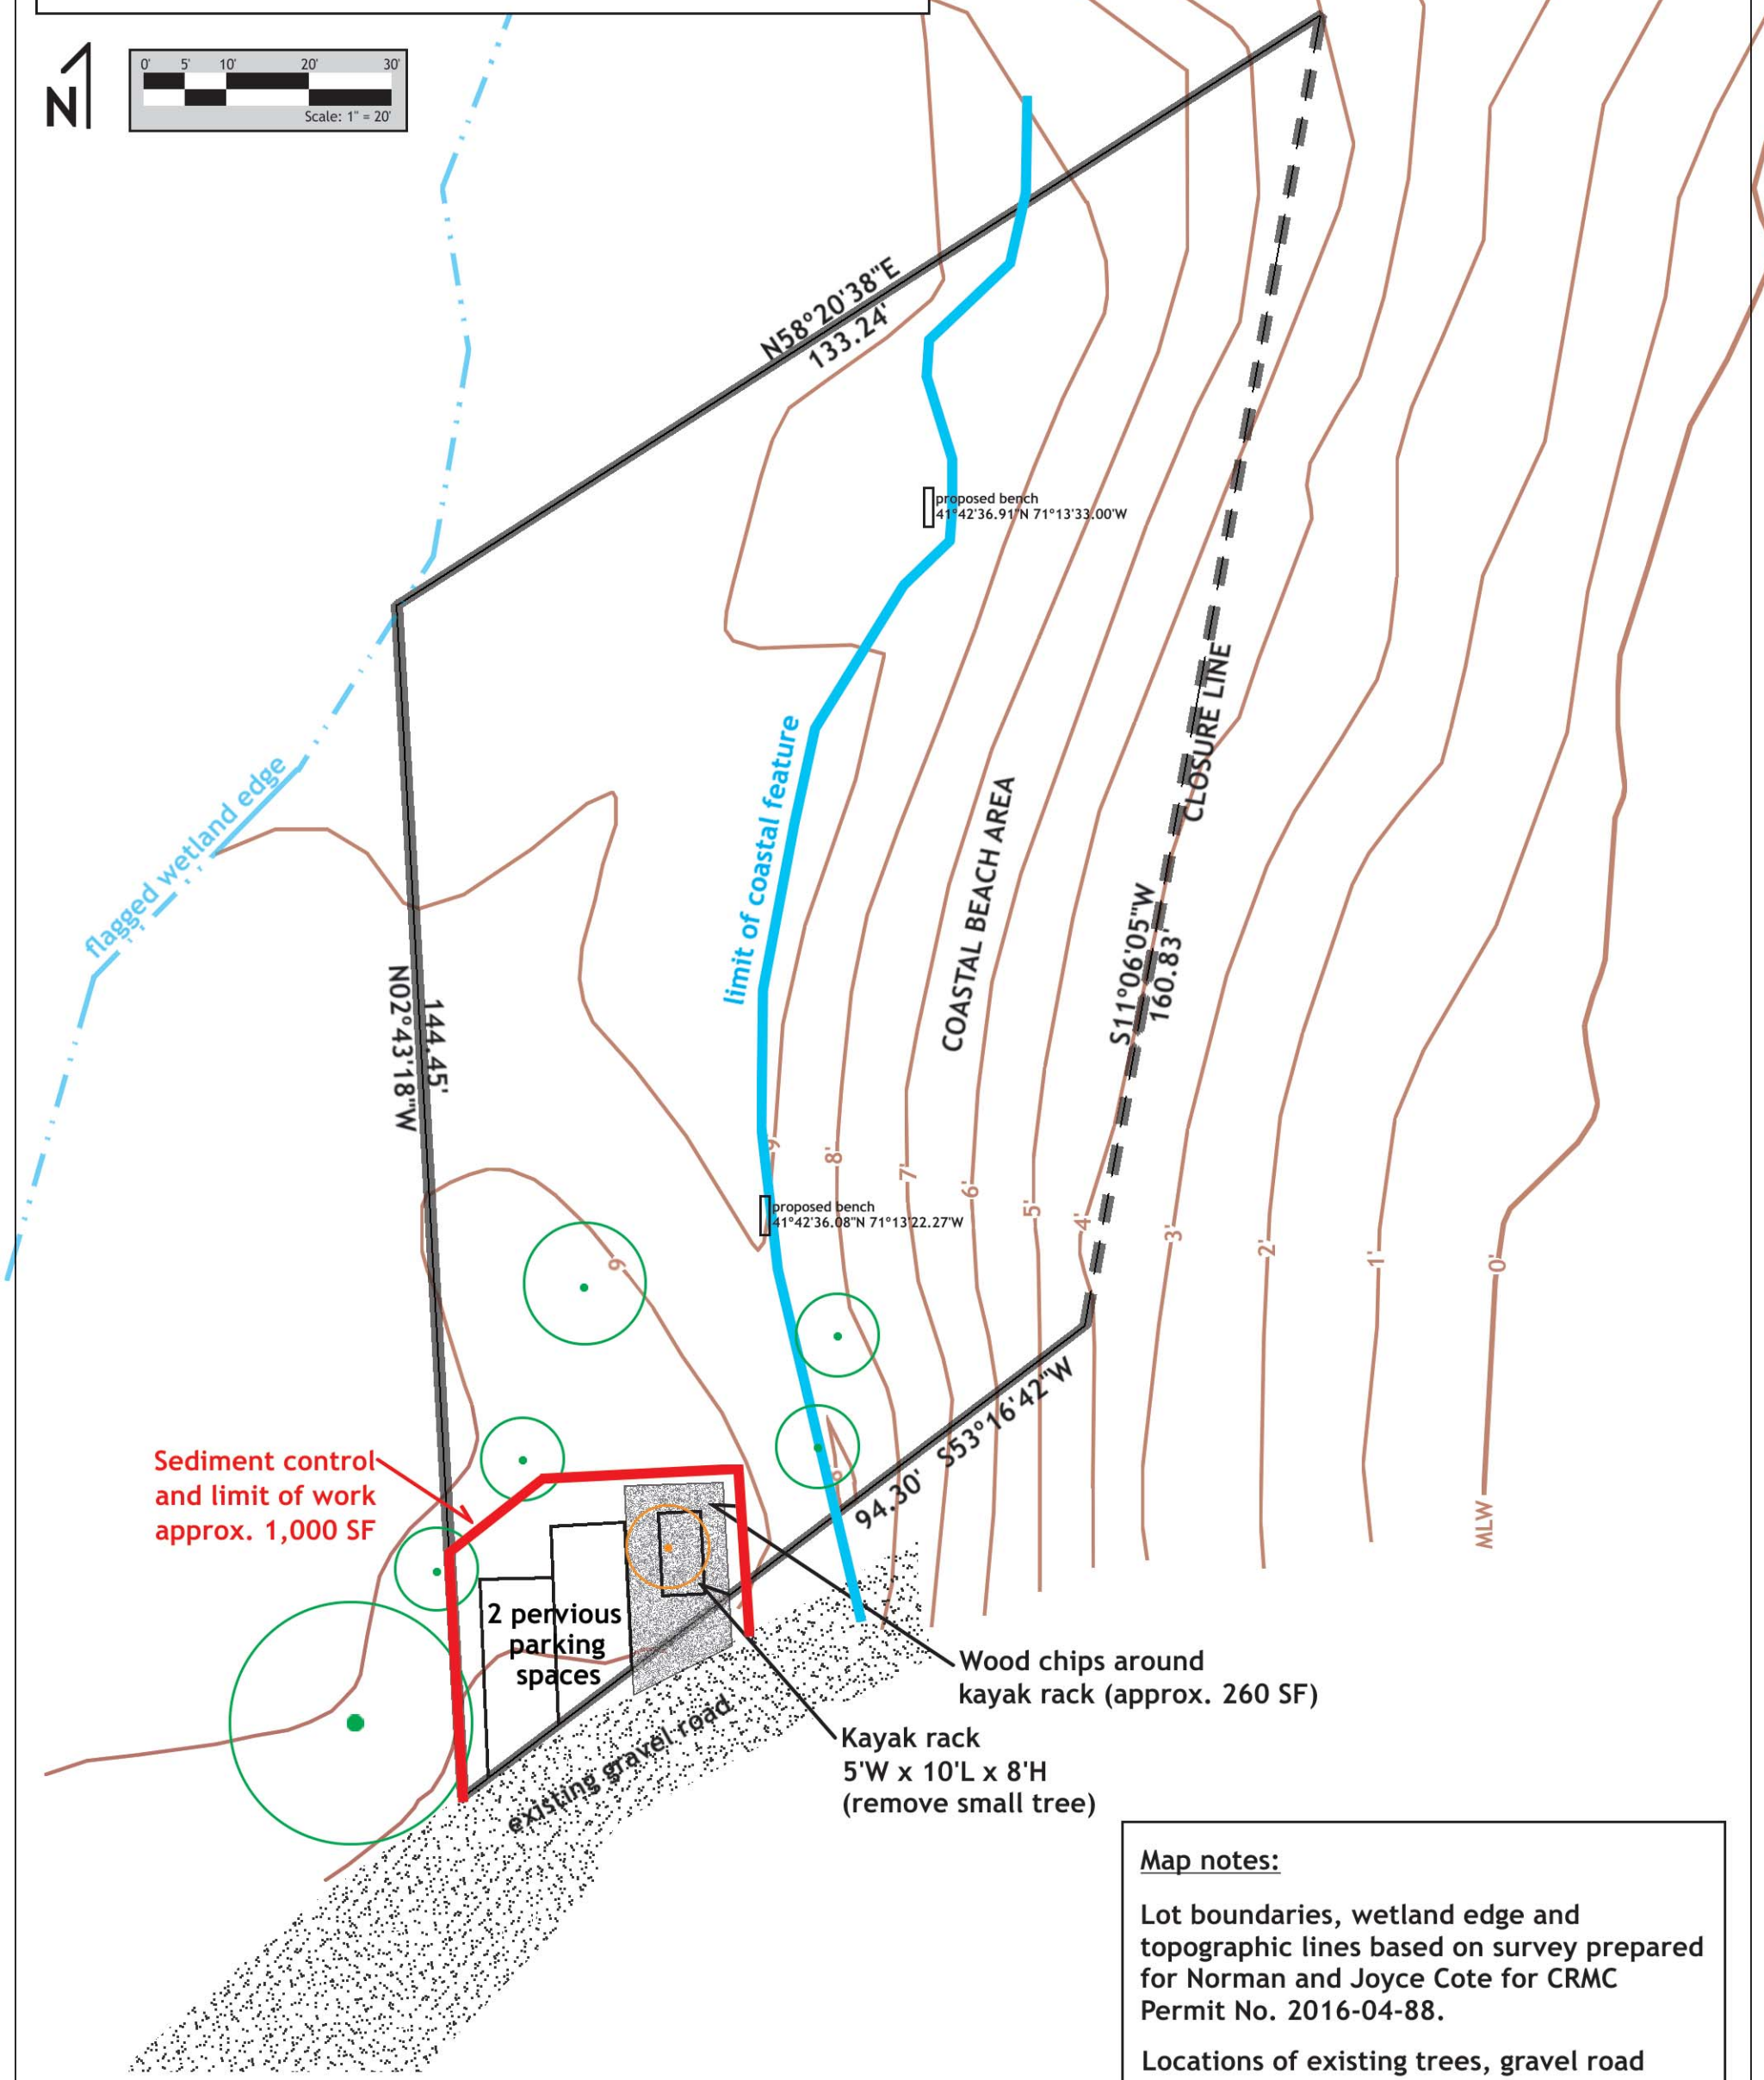 N
0' 5' 10' 20' 30'
Scale: 1" = 20'
N58°20'38"E
133.24'
proposed bench
41°42'36.91"N 71°13'33.00'W
CLOSURE LINE
limit of coastal feature
flagged wetland edge
COASTAL BEACH AREA
S11°06'05"W
160.83'
144.45'
N02°43'18"W
9' 8' 7' 6' 5' 4' 3' 2' 1' 0'
proposed bench
41°42'36.08"N 71°13'22.27'W
9
9
94.30' S53°16'42"W
MLW
Sediment control
and limit of work
approx. 1,000 SF
2 pervious
parking
spaces
Wood chips around
kayak rack (approx. 260 SF)
existing gravel road
Kayak rack
5'W x 10'L x 8'H
(remove small tree)
Map notes:
Lot boundaries, wetland edge and
topographic lines based on survey prepared
for Norman and Joyce Cote for CRMC
Permit No. 2016-04-88.
Locations of existing trees, gravel road